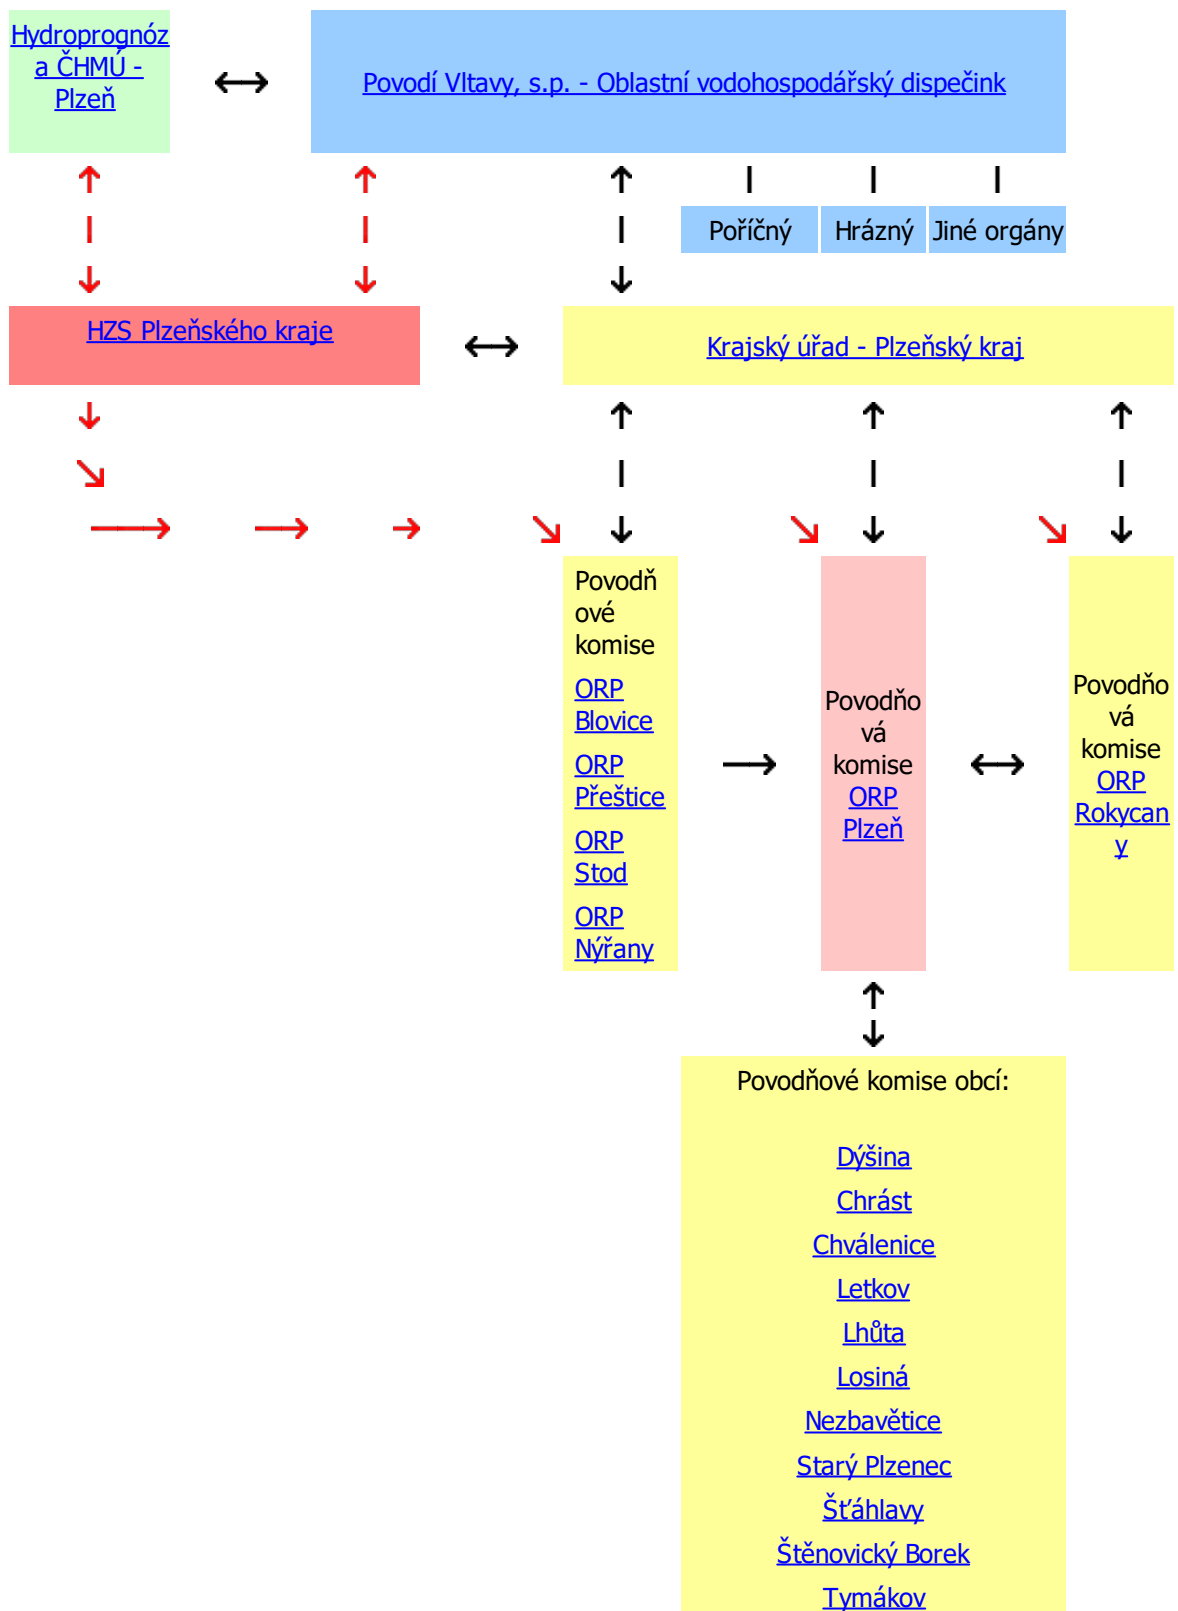 Hydroprognóz
a ČHMÚ -
Plzeň
Povodí Vltavy, s.p. - Oblastní vodohospodářský dispečink
Poříčný
Hrázný
Jiné orgány
HZS Plzeňského kraje
Krajský úřad - Plzeňský kraj
Povodň
ové
komise
ORP
Blovice
ORP
Přeštice
ORP
Stod
ORP
Nýřany
Povodňo
vá
komise
ORP
Plzeň
Povodňo
vá
komise
ORP
Rokycan
y
Povodňové komise obcí:
Dýšina
Chrást
Chválenice
Letkov
Lhůta
Losiná
Nezbavětice
Starý Plzenec
Šťáhlavy
Štěnovický Borek
Tymákov